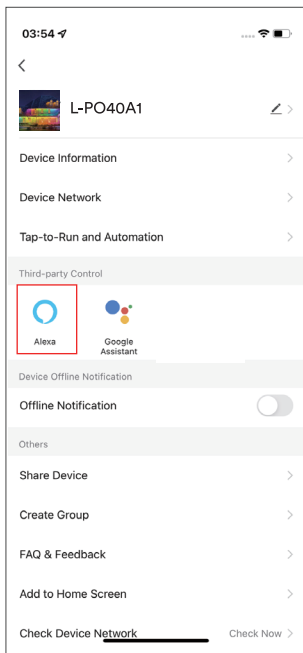 03:54
L-PO40A1
Device Information
Device Network
Tap-to-Run and Automation
Third-party Control
Alexa
Google
Assistant
Device Offline Notification
Offline Notification
Others
Share Device
Create Group
FAQ & Feedback
Add to Home Screen
Check Device Network Check Now